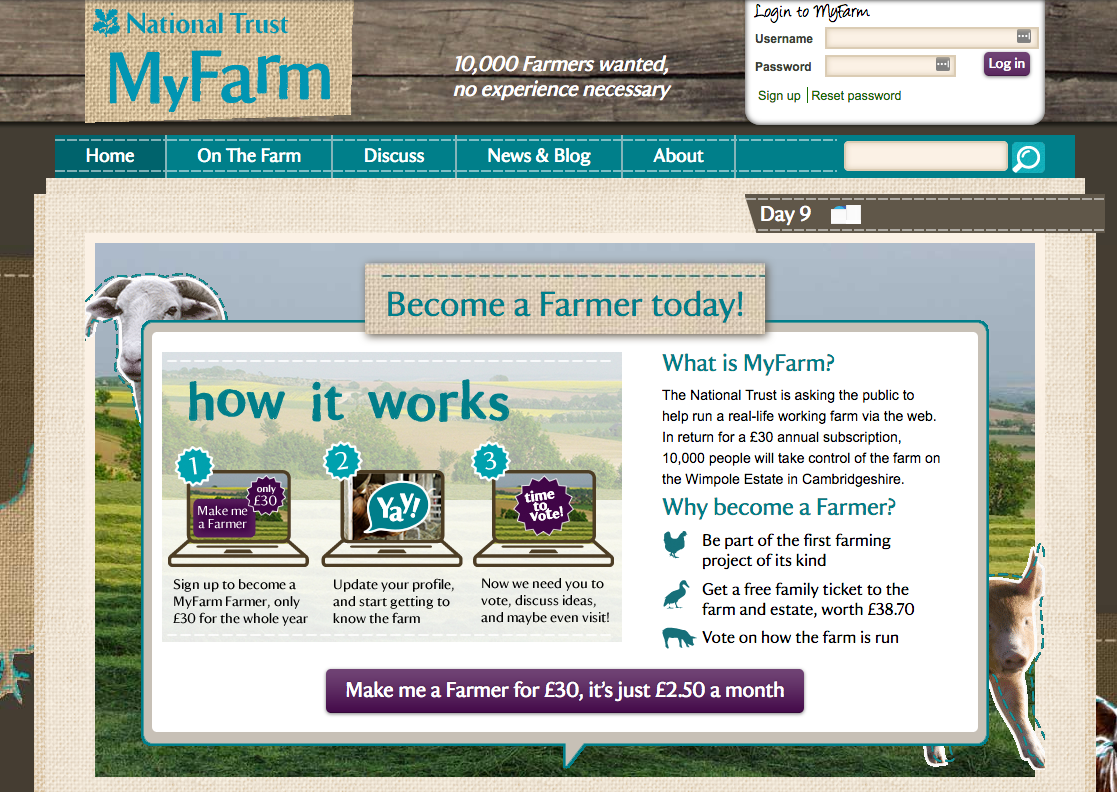 National Trust
MyFarm
10,000 Farmers wanted,
no experience necessary
Login to MyFarm
Username
Password
Log in
Sign up | Reset password
Home
On The Farm
Discuss
News & Blog
About
Day 9
Become a Farmer today!
how it works
1
only
£30
Make me
a Farmer
Sign up to become a
MyFarm Farmer, only
£30 for the whole year
2
Yay!
Update your profile,
and start getting to
know the farm
3
time
to
vote!
Now we need you to
vote, discuss ideas,
and maybe even visit!
What is MyFarm?
The National Trust is asking the public to
help run a real-life working farm via the web.
In return for a £30 annual subscription,
10,000 people will take control of the farm on
the Wimpole Estate in Cambridgeshire.
Why become a Farmer?
Be part of the first farming
project of its kind
Get a free family ticket to the
farm and estate, worth £38.70
Vote on how the farm is run
Make me a Farmer for £30, it's just £2.50 a month